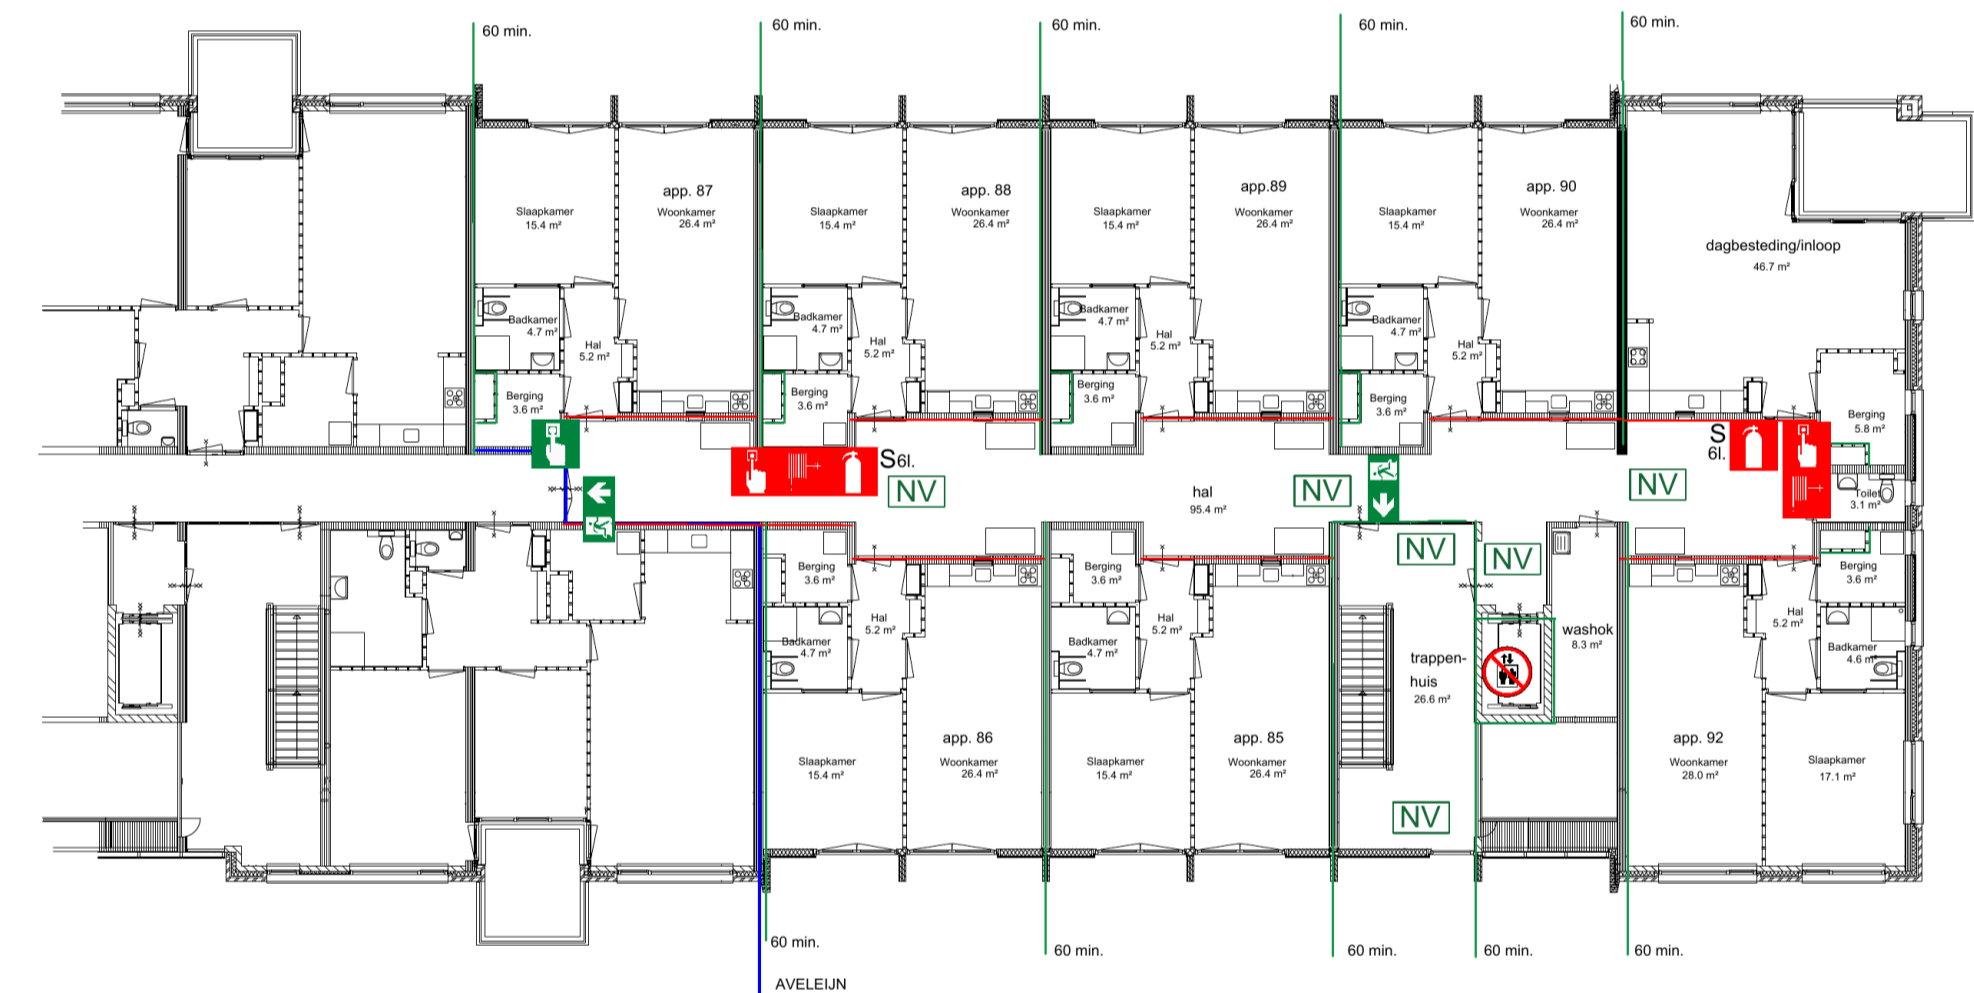 60 min.
60 min.
60 min.
60 min.
60 min.
app. 87
Slaapkamer
15.4 m²
Woonkamer
26.4 m²
Badkamer
4.7 m²
Hal
5.2 m²
Berging
3.6 m²
app. 88
Slaapkamer
15.4 m²
Woonkamer
26.4 m²
Badkamer
4.7 m²
Hal
5.2 m²
Berging
3.6 m²
app.89
Slaapkamer
15.4 m²
Woonkamer
26.4 m²
Badkamer
4.7 m²
Hal
5.2 m²
Berging
3.6 m²
app. 90
Slaapkamer
15.4 m²
Woonkamer
26.4 m²
Badkamer
4.7 m²
Hal
5.2 m²
Berging
3.6 m²
dagbesteding/inloop
46.7 m²
Berging
5.8 m²
Toilet
3.1 m²
S6l.
NV
hal
95.4 m²
NV
NV
S
6l.
NV
NV
Berging
3.6 m²
Hal
5.2 m²
Badkamer
4.7 m²
app. 86
Slaapkamer
15.4 m²
Woonkamer
26.4 m²
Berging
3.6 m²
Hal
5.2 m²
Badkamer
4.7 m²
app. 85
Slaapkamer
15.4 m²
Woonkamer
26.4 m²
trappen-
huis
26.6 m²
NV
washok
8.3 m²
Berging
3.6 m²
Hal
5.2 m²
Badkamer
4.6 m²
app. 92
Woonkamer
28.0 m²
Slaapkamer
17.1 m²
60 min.
60 min.
60 min.
60 min.
60 min.
AVELEIJN